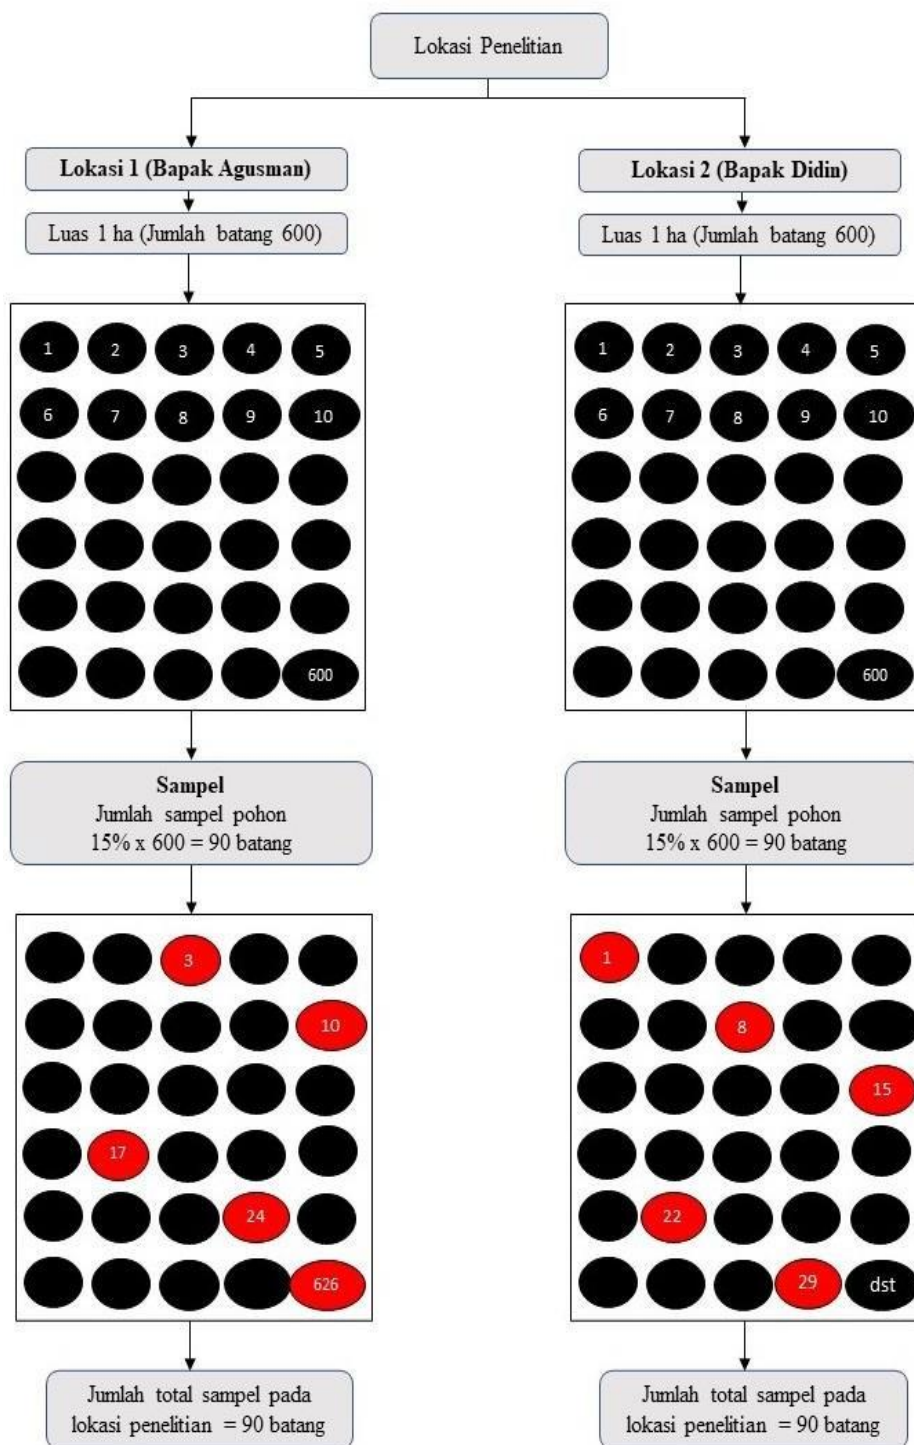 Lokasi Penelitian
Lokasi 1 (Bapak Agusman)
Luas 1 ha (Jumlah batang 600)
1 2 3 4 5
6 7 8 9 10
600
Sampel
Jumlah sampel pohon
15% x 600 = 90 batang
3
10
17
24
626
Jumlah total sampel pada
lokasi penelitian = 90 batang
Lokasi 2 (Bapak Didin)
Luas 1 ha (Jumlah batang 600)
1 2 3 4 5
6 7 8 9 10
600
Sampel
Jumlah sampel pohon
15% x 600 = 90 batang
1
8
15
22
29 dst
Jumlah total sampel pada
lokasi penelitian = 90 batang